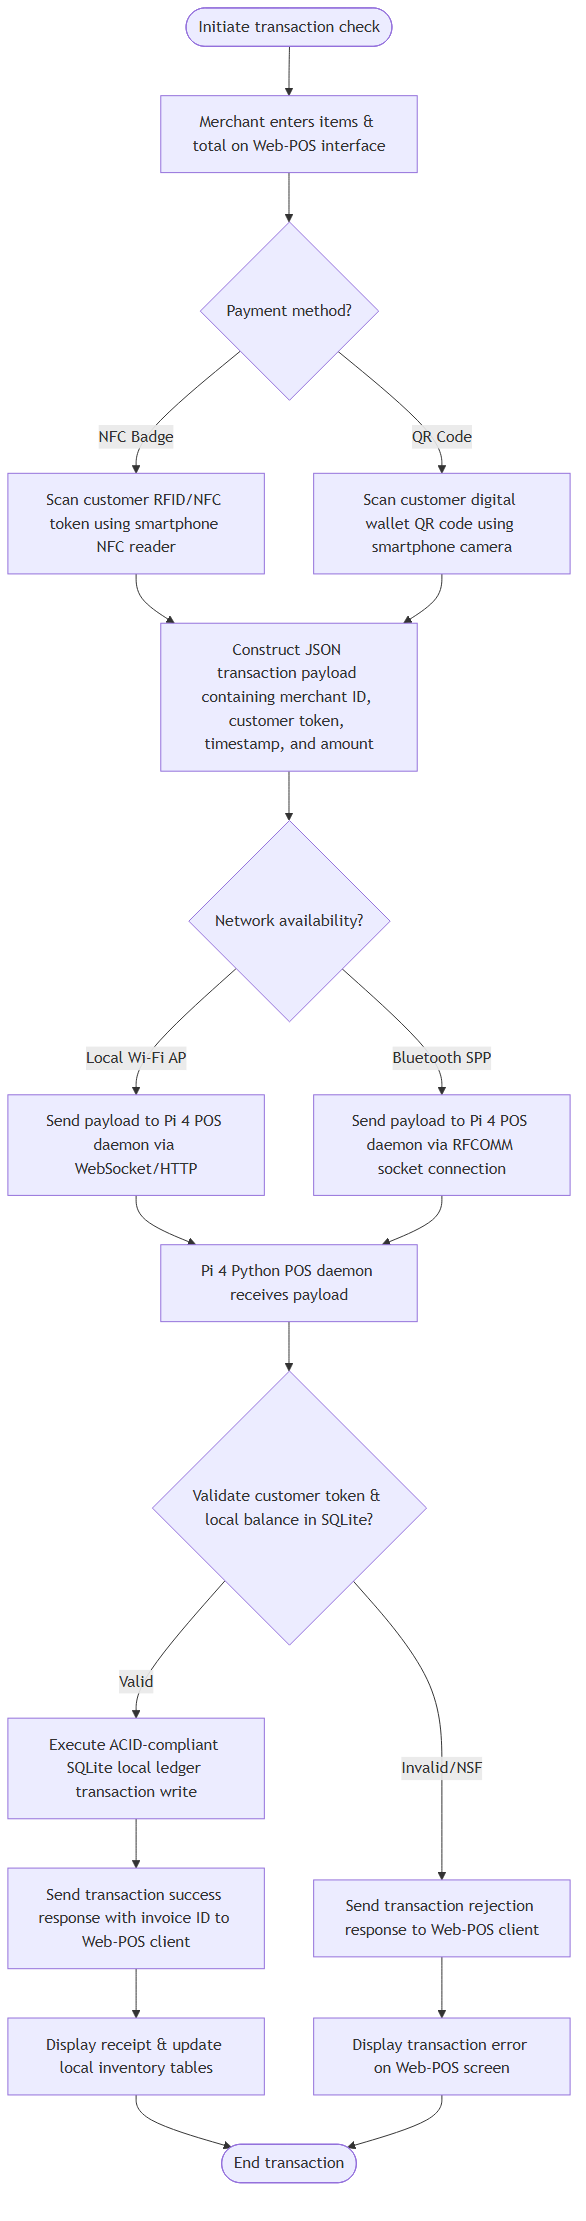 Initiate transaction check
Merchant enters items &
total on Web-POS interface
Payment method?
NFC Badge
QR Code
Scan customer RFID/NFC
token using smartphone
NFC reader
Scan customer digital
wallet QR code using
smartphone camera
Construct JSON
transaction payload
containing merchant ID,
customer token,
timestamp, and amount
Network availability?
Local Wi-Fi AP
Bluetooth SPP
Send payload to Pi 4 POS
daemon via
WebSocket/HTTP
Send payload to Pi 4 POS
daemon via RFCOMM
socket connection
Pi 4 Python POS daemon
receives payload
Validate customer token &
local balance in SQLite?
Valid
Invalid/NSF
Execute ACID-compliant
SQLite local ledger
transaction write
Send transaction success
response with invoice ID to
Web-POS client
Send transaction rejection
response to Web-POS client
Display receipt & update
local inventory tables
Display transaction error
on Web-POS screen
End transaction